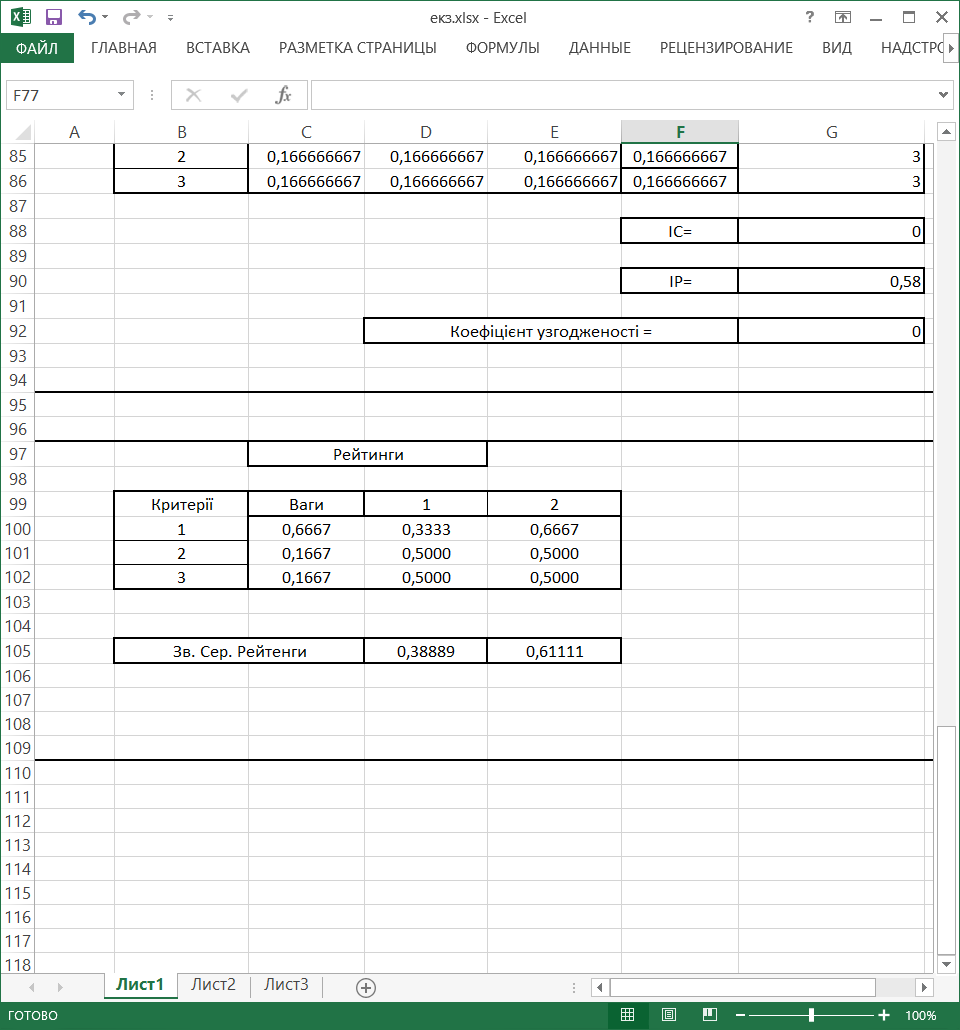 екз.xlsx - Excel
ФАЙЛ ГЛАВНАЯ ВСТАВКА РАЗМЕТКА СТРАНИЦЫ ФОРМУЛЫ ДАННЫЕ РЕЦЕНЗИРОВАНИЕ ВИД НАДСТРО
F77 fx
A B C D E F G
85 2 0,166666667 0,166666667 0,166666667 0,166666667 3
86 3 0,166666667 0,166666667 0,166666667 0,166666667 3
87
88 ІС= 0
89
90 ІР= 0,58
91
92 Коефіцієнт узгодженості = 0
93
94
95
96
97 Рейтинги
98
99 Критерії Ваги 1 2
100 1 0,6667 0,3333 0,6667
101 2 0,1667 0,5000 0,5000
102 3 0,1667 0,5000 0,5000
103
104
105 Зв. Сер. Рейтенги 0,38889 0,61111
106
107
108
109
110
111
112
113
114
115
116
117
118
Лист1 Лист2 Лист3
ГОТОВО 100%